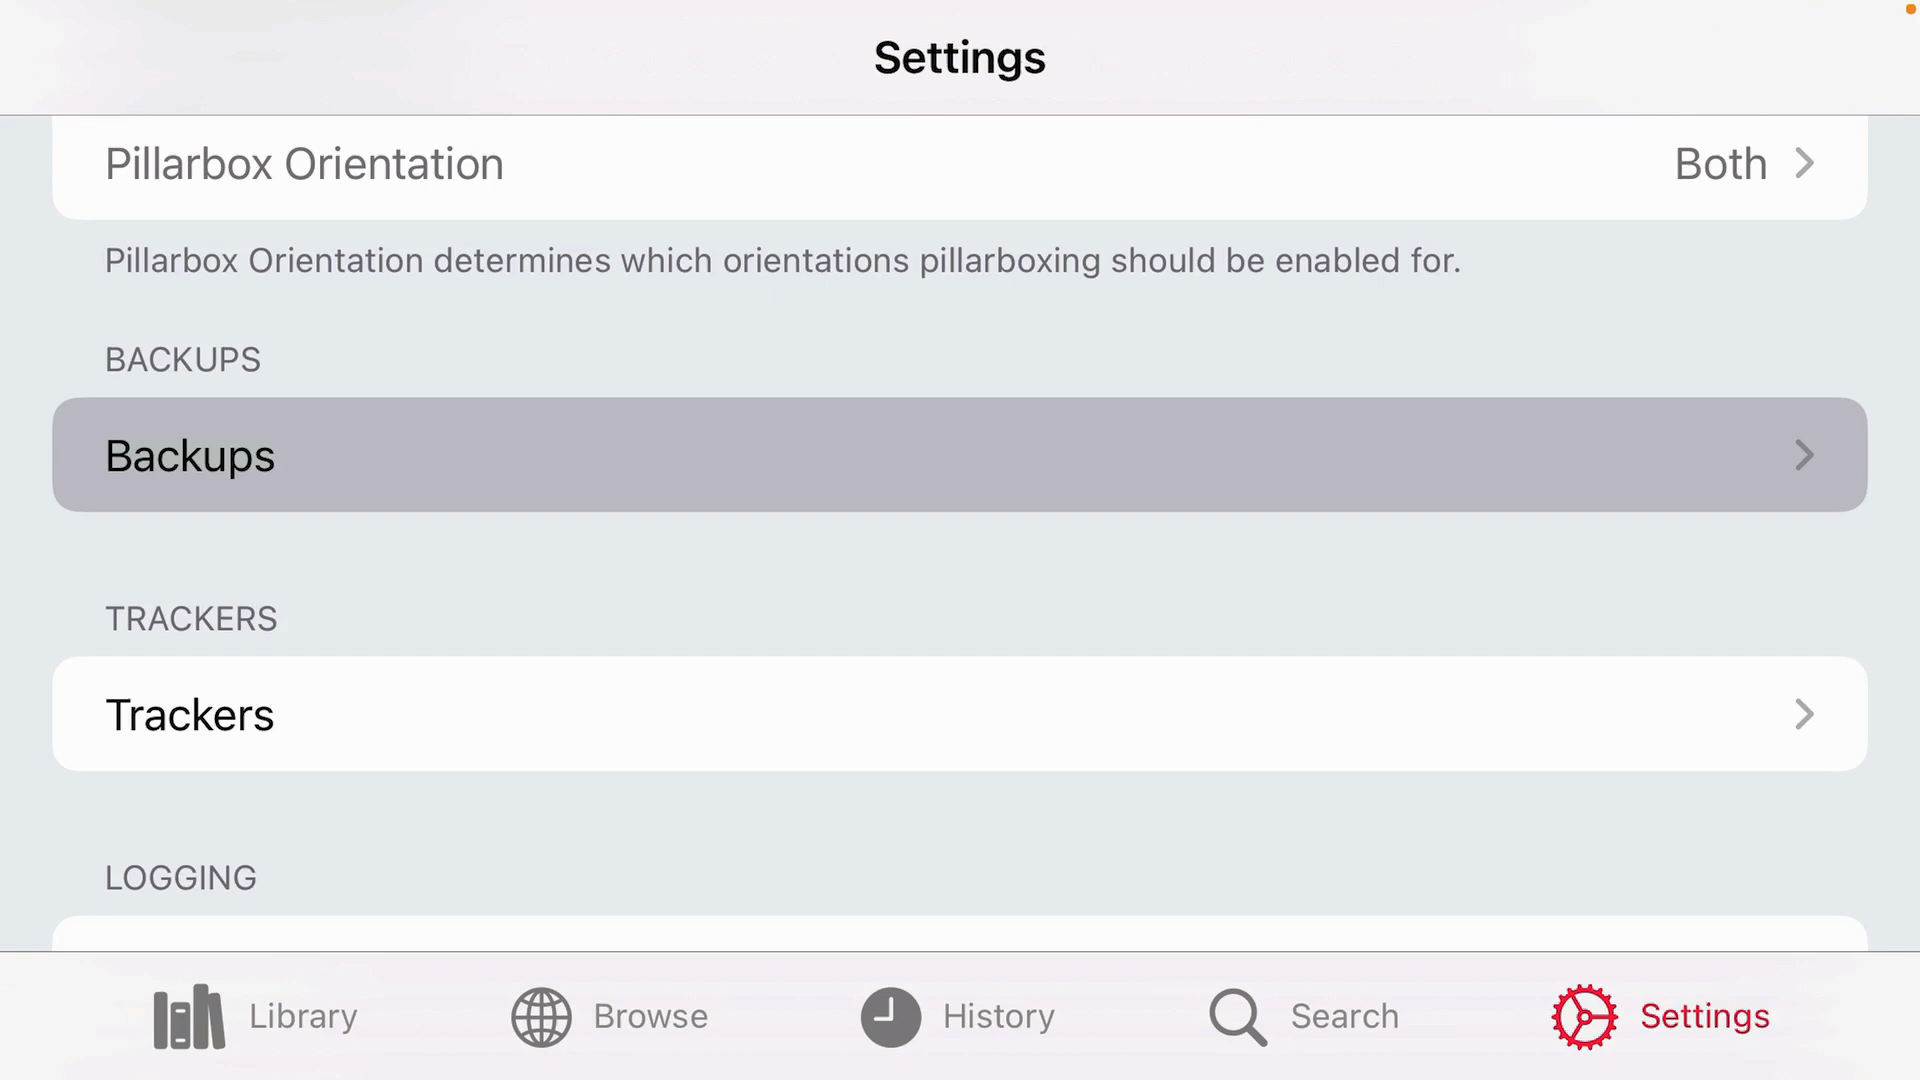 Settings
Pillarbox Orientation
Both
Pillarbox Orientation determines which orientations pillarboxing should be enabled for.
BACKUPS
Backups
TRACKERS
Trackers
LOGGING
Library
Browse
History
Search
Settings